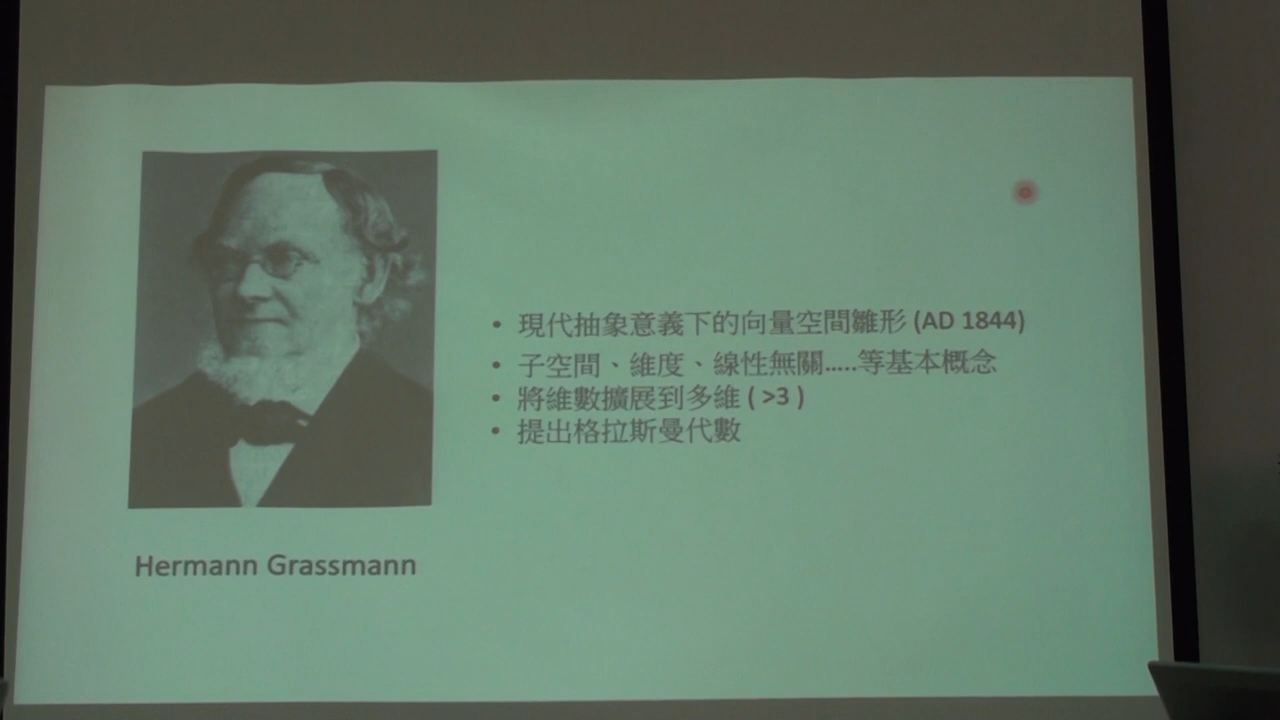 • 現代抽象意義下的向量空間雛形 (AD 1844)
• 子空間、維度、線性無關.....等基本概念
• 將維數擴展到多維 ( >3 )
• 提出格拉斯曼代數
Hermann Grassmann